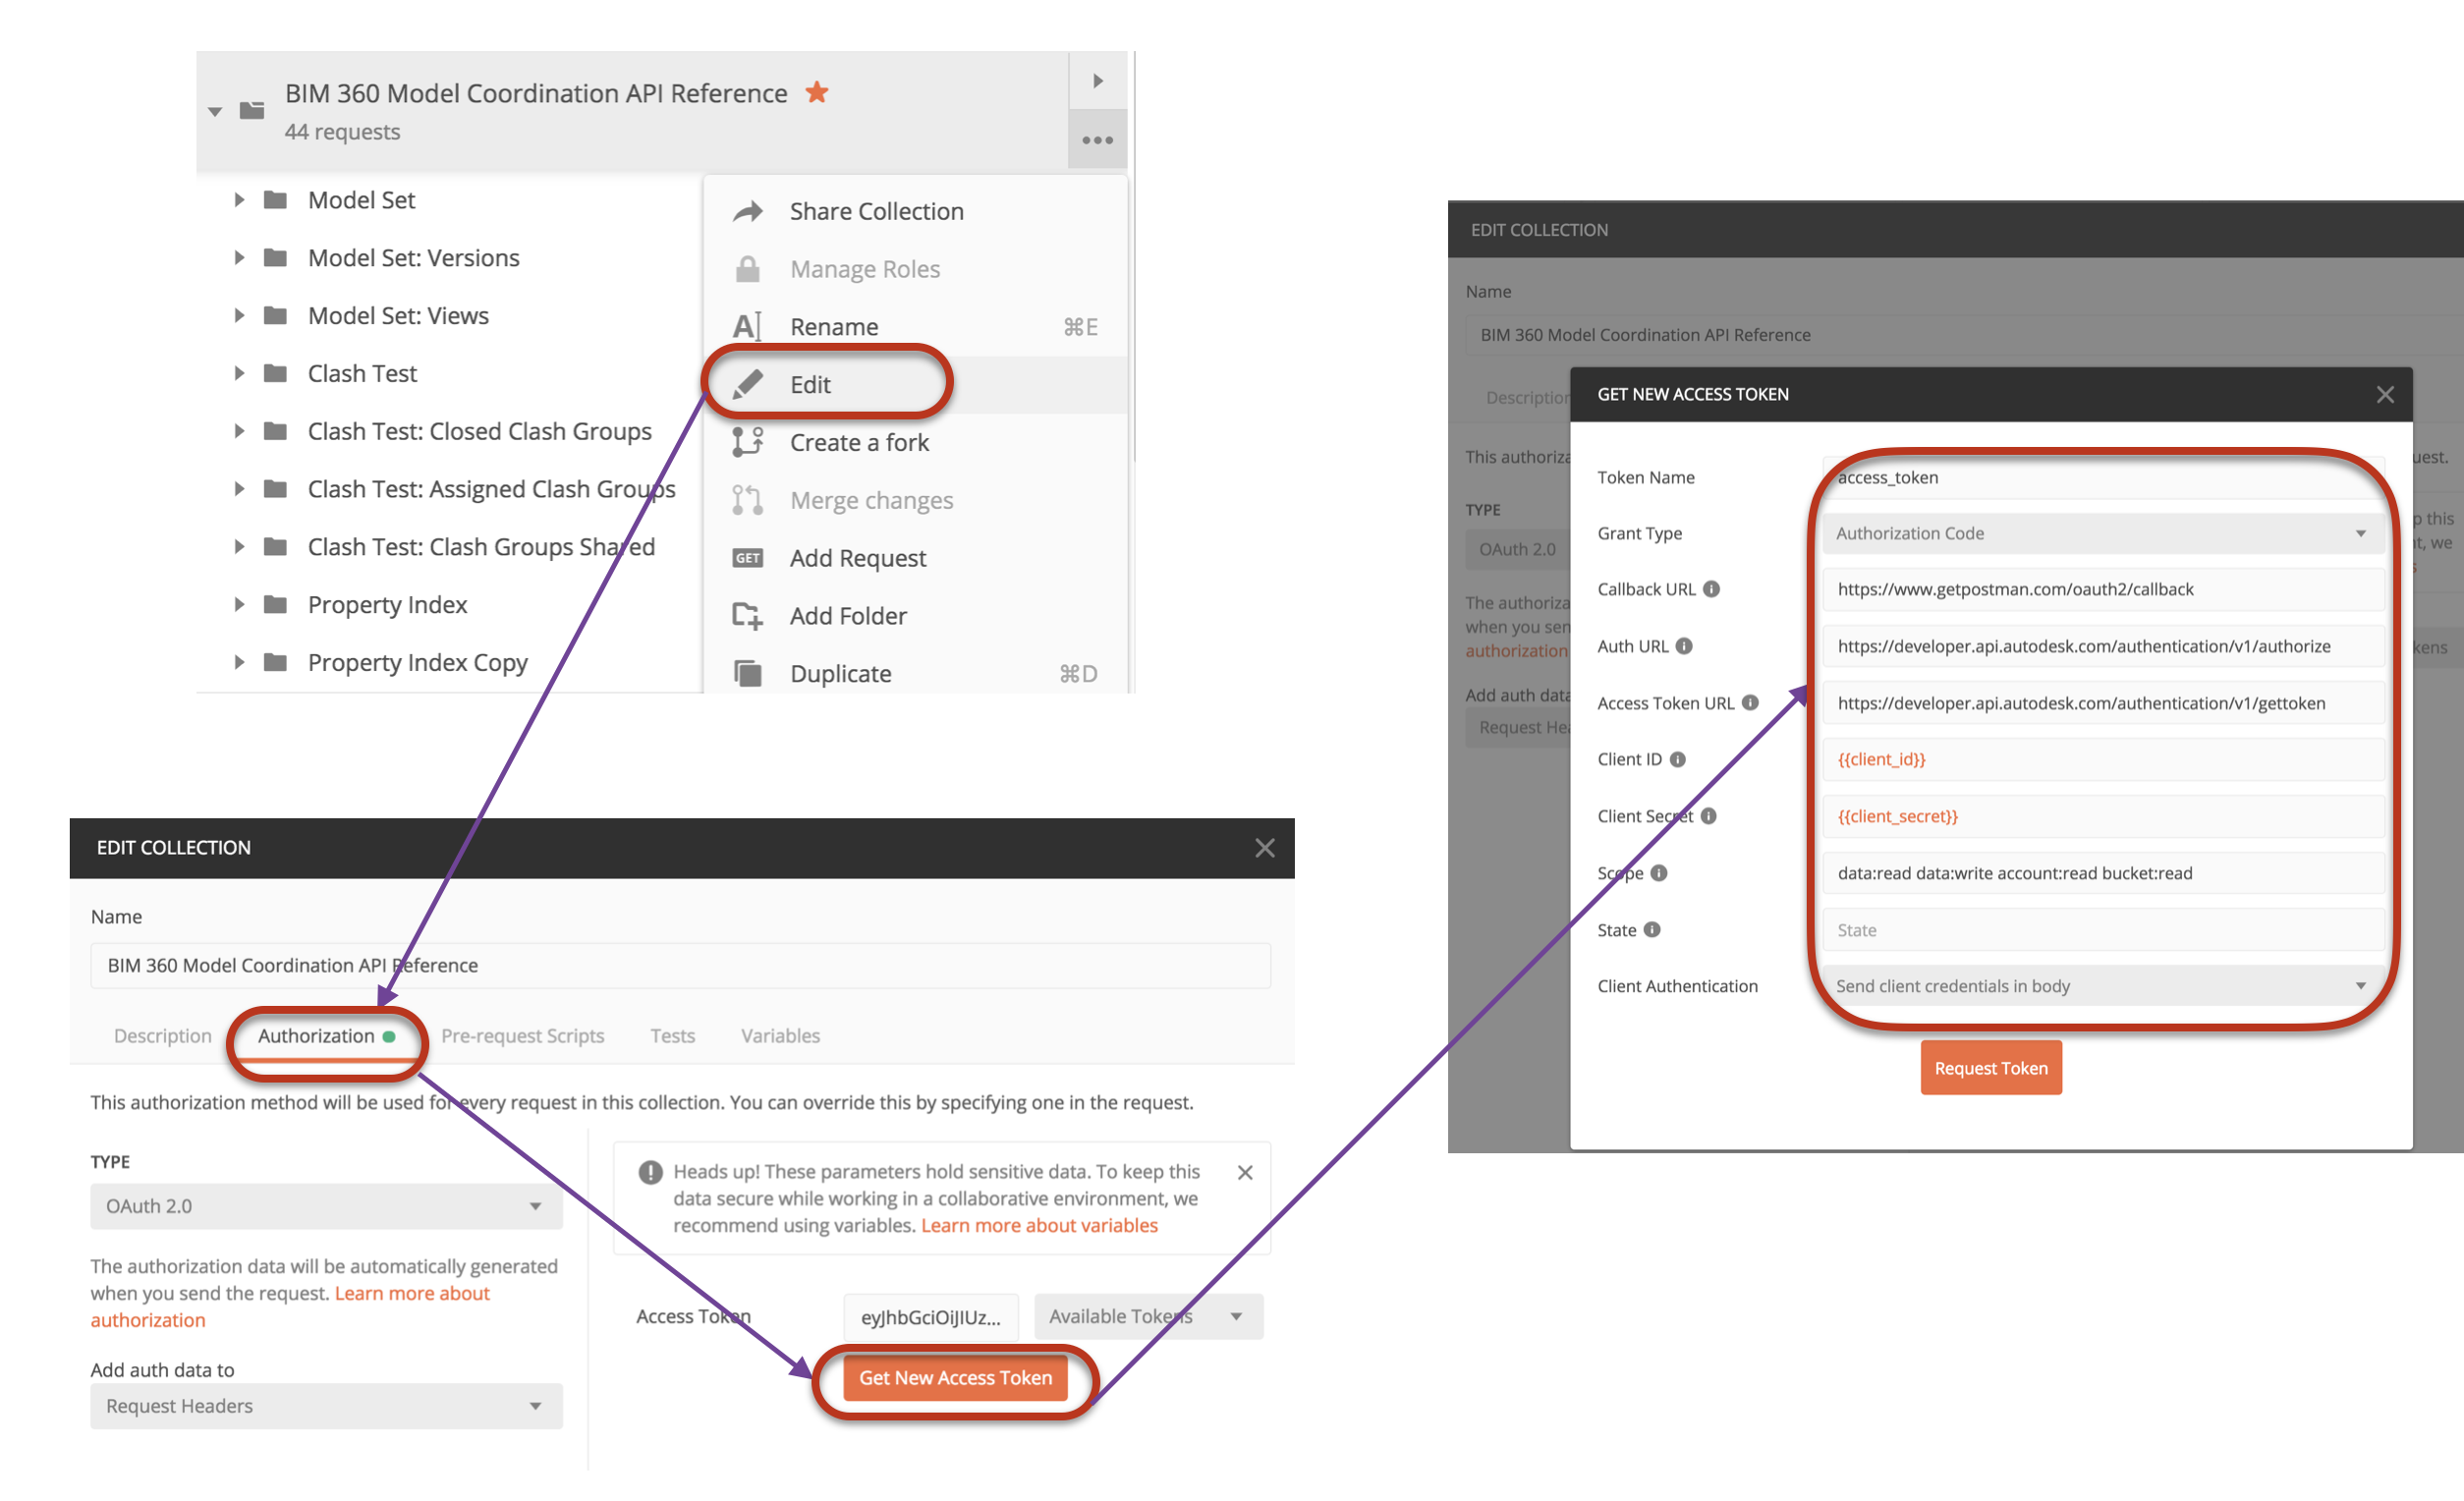 BIM 360 Model Coordination API Reference
44 requests
Model Set
Model Set: Versions
Model Set: Views
Clash Test
Clash Test: Closed Clash Groups
Clash Test: Assigned Clash Groups
Clash Test: Clash Groups Shared
Property Index
Property Index Copy
Share Collection
Manage Roles
Rename ⌘E
Edit
Create a fork
Merge changes
GET Add Request
Add Folder
Duplicate ⌘D
EDIT COLLECTION
Name
BIM 360 Model Coordination API Reference
Description Authorization Pre-request Scripts Tests Variables
This authorization method will be used for every request in this collection. You can override this by specifying one in the request.
TYPE
OAuth 2.0
The authorization data will be automatically generated
when you send the request. Learn more about
authorization
Add auth data to
Request Headers
Heads up! These parameters hold sensitive data. To keep this
data secure while working in a collaborative environment, we
recommend using variables. Learn more about variables
Access Token eyJhbGciOiJIUz... Available Tokens
Get New Access Token
EDIT COLLECTION
Name
BIM 360 Model Coordination API Reference
Description
This authoriza
uest.
TYPE
p this
OAuth 2.0
t, we
The authoriza
when you sen
authorization
kens
Add auth data
Request Hea
GET NEW ACCESS TOKEN
Token Name access_token
Grant Type Authorization Code
Callback URL https://www.getpostman.com/oauth2/callback
Auth URL https://developer.api.autodesk.com/authentication/v1/authorize
Access Token URL https://developer.api.autodesk.com/authentication/v1/gettoken
Client ID {{client_id}}
Client Secret {{client_secret}}
Scope data:read data:write account:read bucket:read
State State
Client Authentication Send client credentials in body
Request Token